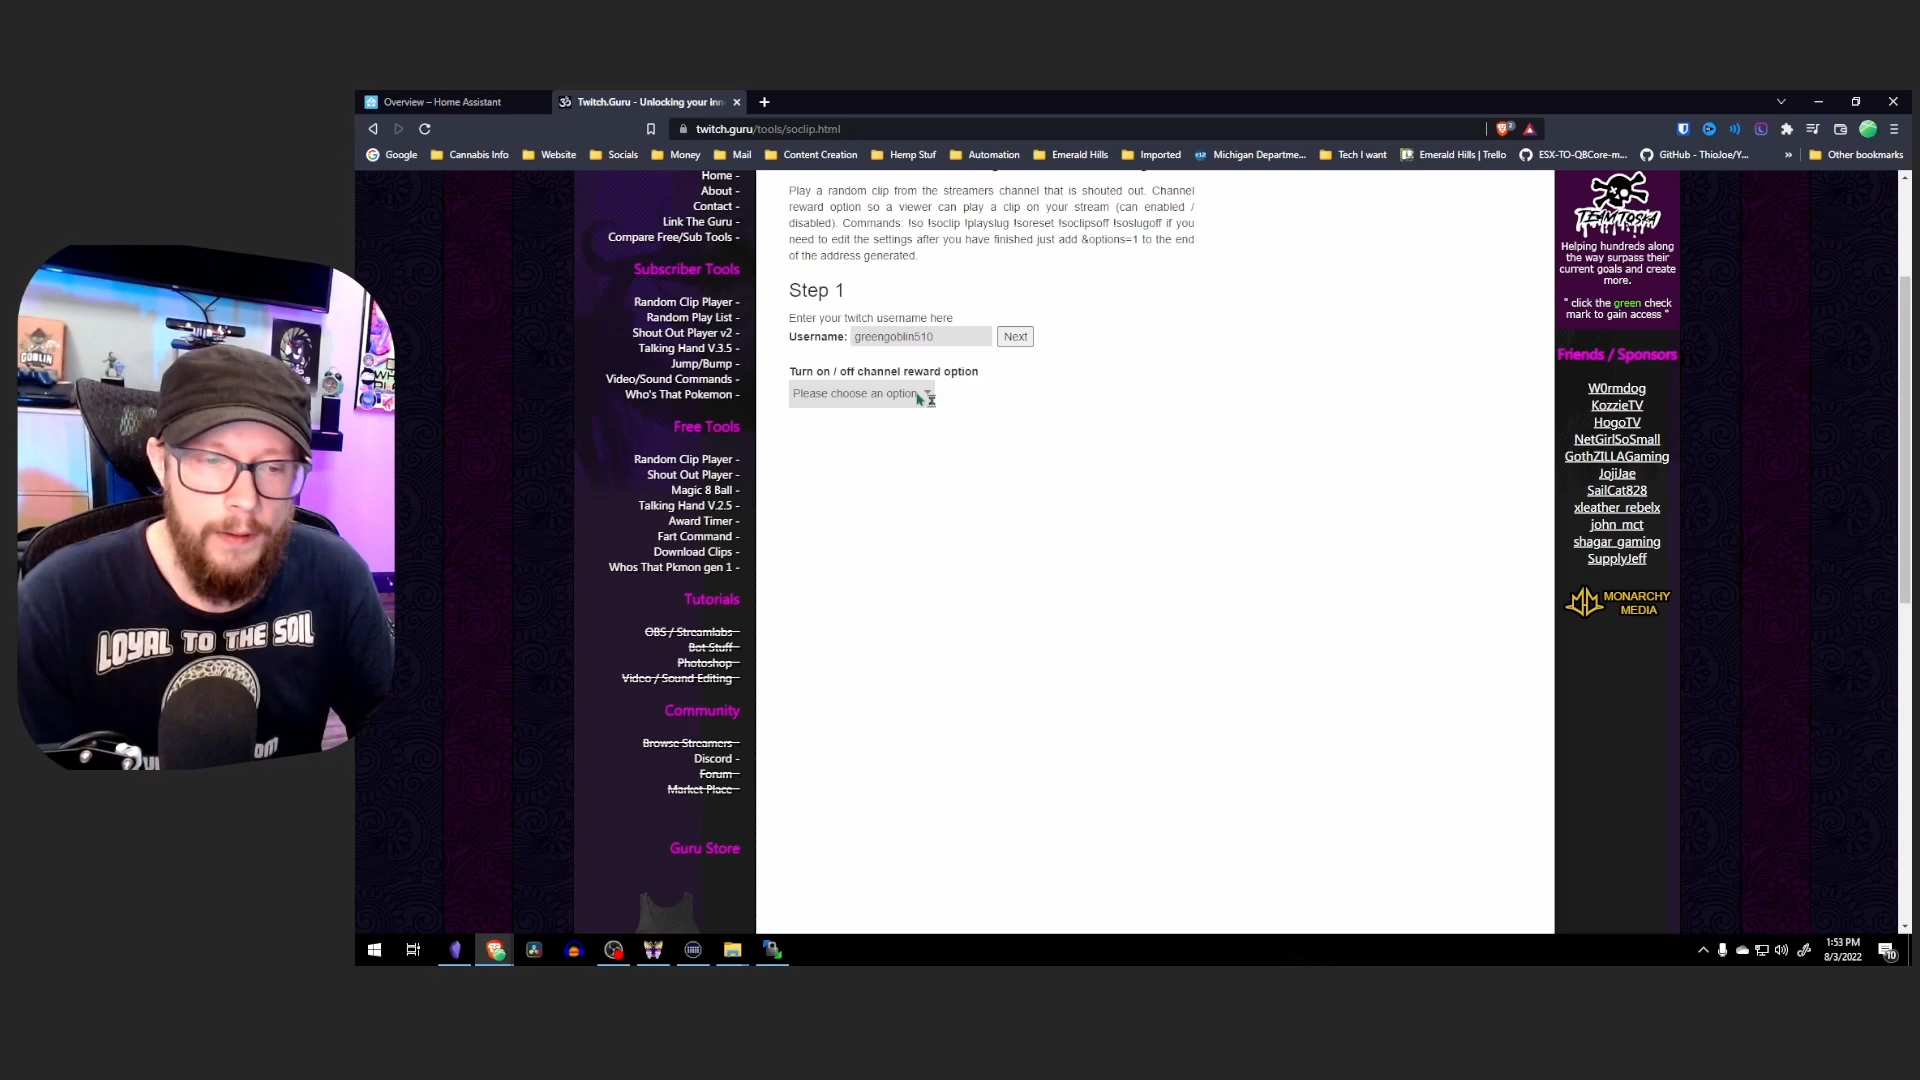 Overview – Home Assistant
Twitch.Guru - Unlocking your inn
twitch.guru/tools/soclip.html
Google
Cannabis Info
Website
Socials
Money
Mail
Content Creation
Hemp Stuf
Automation
Emerald Hills
Imported
Michigan Departme...
Tech I want
Emerald Hills | Trello
ESX-TO-QBCore-m...
GitHub - ThioJoe/Y...
»
Other bookmarks
Home -
About -
Contact -
Link The Guru -
Compare Free/Sub Tools -
Subscriber Tools
Random Clip Player -
Random Play List -
Shout Out Player v2 -
Talking Hand V.3.5 -
Jump/Bump -
Video/Sound Commands -
Who's That Pokemon -
Free Tools
Random Clip Player -
Shout Out Player -
Magic 8 Ball -
Talking Hand V.2.5 -
Award Timer -
Fart Command -
Download Clips -
Whos That Pkmon gen 1 -
Tutorials
OBS / Streamlabs -
Bot Stuff -
Photoshop -
Video / Sound Editing -
Community
Browse Streamers -
Discord -
Forum -
Market Place -
Guru Store
Play a random clip from the streamers channel that is shouted out. Channel
reward option so a viewer can play a clip on your stream (can enabled /
disabled). Commands. !so !soclip !playslug !soreset !soclipsoff !soslugoff if you
need to edit the settings after you have finished just add &options=1 to the end
of the address generated.
Step 1
Enter your twitch username here
Username: greengoblin510 Next
Turn on / off channel reward option
Please choose an option
TEAM TOSKA
Helping hundreds along
the way surpass their
current goals and create
more.
" click the green check
mark to gain access "
Friends / Sponsors
W0rmdog
KozzieTV
HogoTV
NetGirlSoSmall
GothZILLAGaming
JojiJae
SailCat828
xleather_rebelx
john_mct
shagar_gaming
SupplyJeff
MONARCHY
MEDIA
GOBLIN
LOYAL TO THE SOIL
1:53 PM
8/3/2022
10